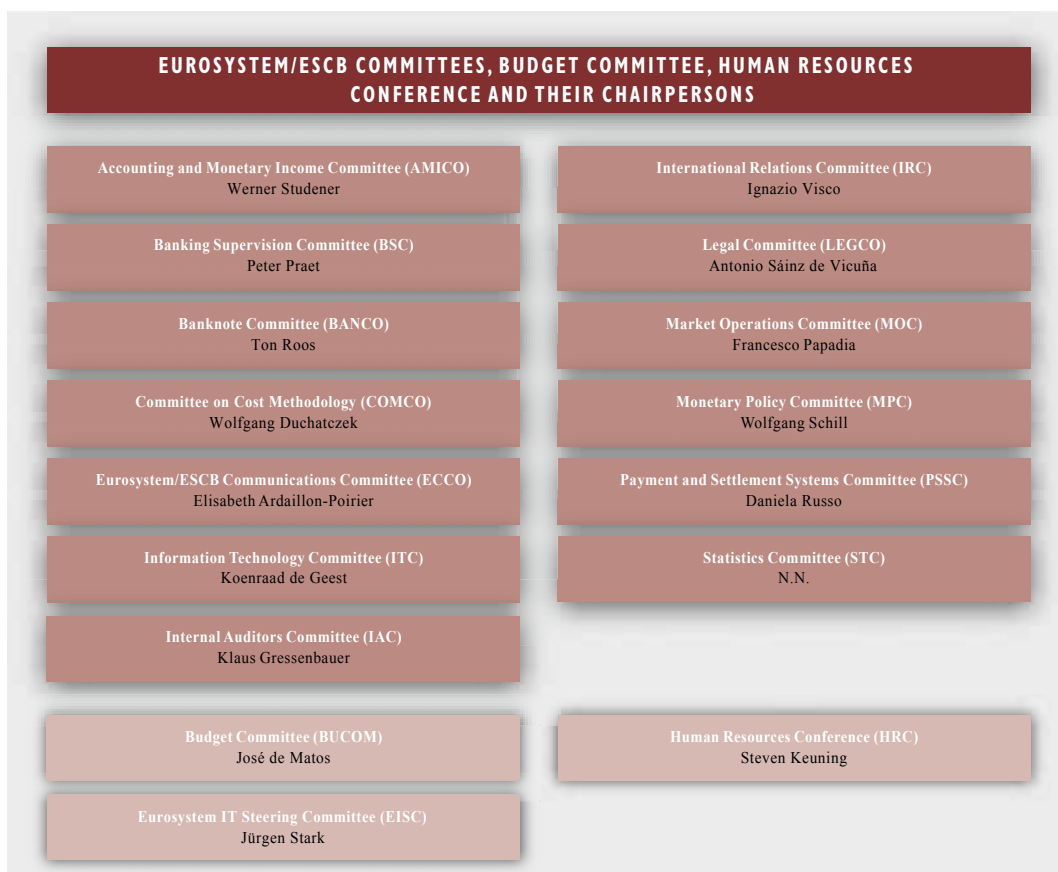 EUROSYSTEM/ESCB COMMITTEES, BUDGET COMMITTEE, HUMAN RESOURCES
CONFERENCE AND THEIR CHAIRPERSONS
Accounting and Monetary Income Committee (AMICO)
Werner Studener
Banking Supervision Committee (BSC)
Peter Praet
Banknote Committee (BANCO)
Ton Roos
Committee on Cost Methodology (COMCO)
Wolfgang Duchatczek
Eurosystem/ESCB Communications Committee (ECCO)
Elisabeth Ardaillon-Poirier
Information Technology Committee (ITC)
Koenraad de Geest
Internal Auditors Committee (IAC)
Klaus Gressenbauer
International Relations Committee (IRC)
Ignazio Visco
Legal Committee (LEGCO)
Antonio Sáinz de Vicuña
Market Operations Committee (MOC)
Francesco Papadia
Monetary Policy Committee (MPC)
Wolfgang Schill
Payment and Settlement Systems Committee (PSSC)
Daniela Russo
Statistics Committee (STC)
N.N.
Budget Committee (BUCOM)
José de Matos
Eurosystem IT Steering Committee (EISC)
Jürgen Stark
Human Resources Conference (HRC)
Steven Keuning